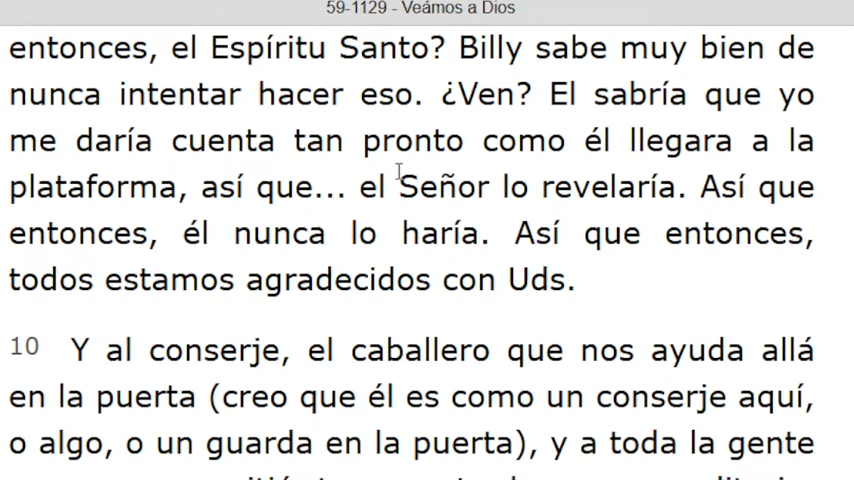 59-1129 - Veámos a Dios
entonces, el Espíritu Santo? Billy sabe muy bien de
nunca intentar hacer eso. ¿Ven? El sabría que yo
me daría cuenta tan pronto como él llegara a la
plataforma, así que... el Señor lo revelaría. Así que
entonces, él nunca lo haría. Así que entonces,
todos estamos agradecidos con Uds.
10 Y al conserje, el caballero que nos ayuda allá
en la puerta (creo que él es como un conserje aquí,
o algo, o un guarda en la puerta), y a toda la gente